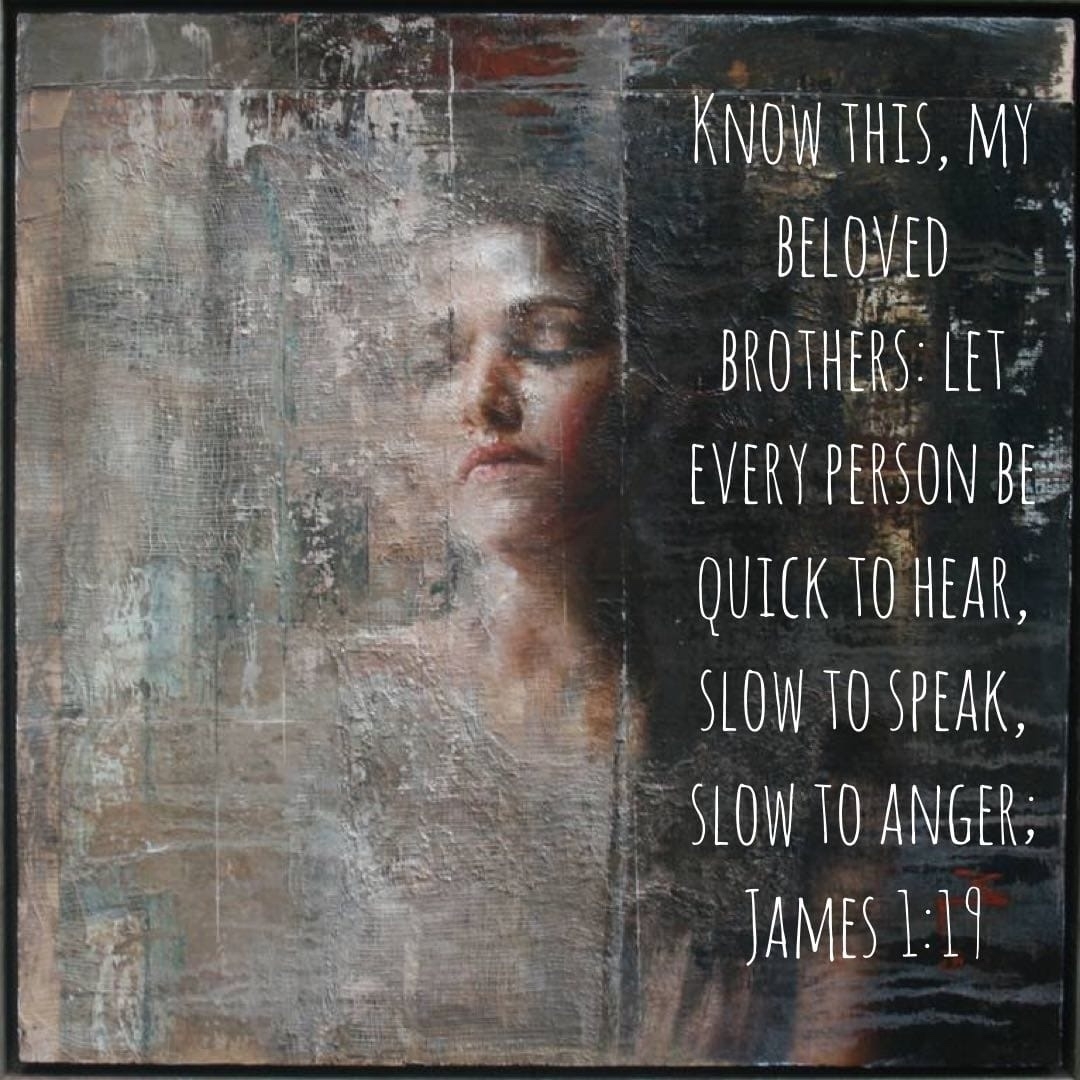 Know this, my
beloved
brothers: let
every person be
quick to hear,
slow to speak,
slow to anger;
James 1:19